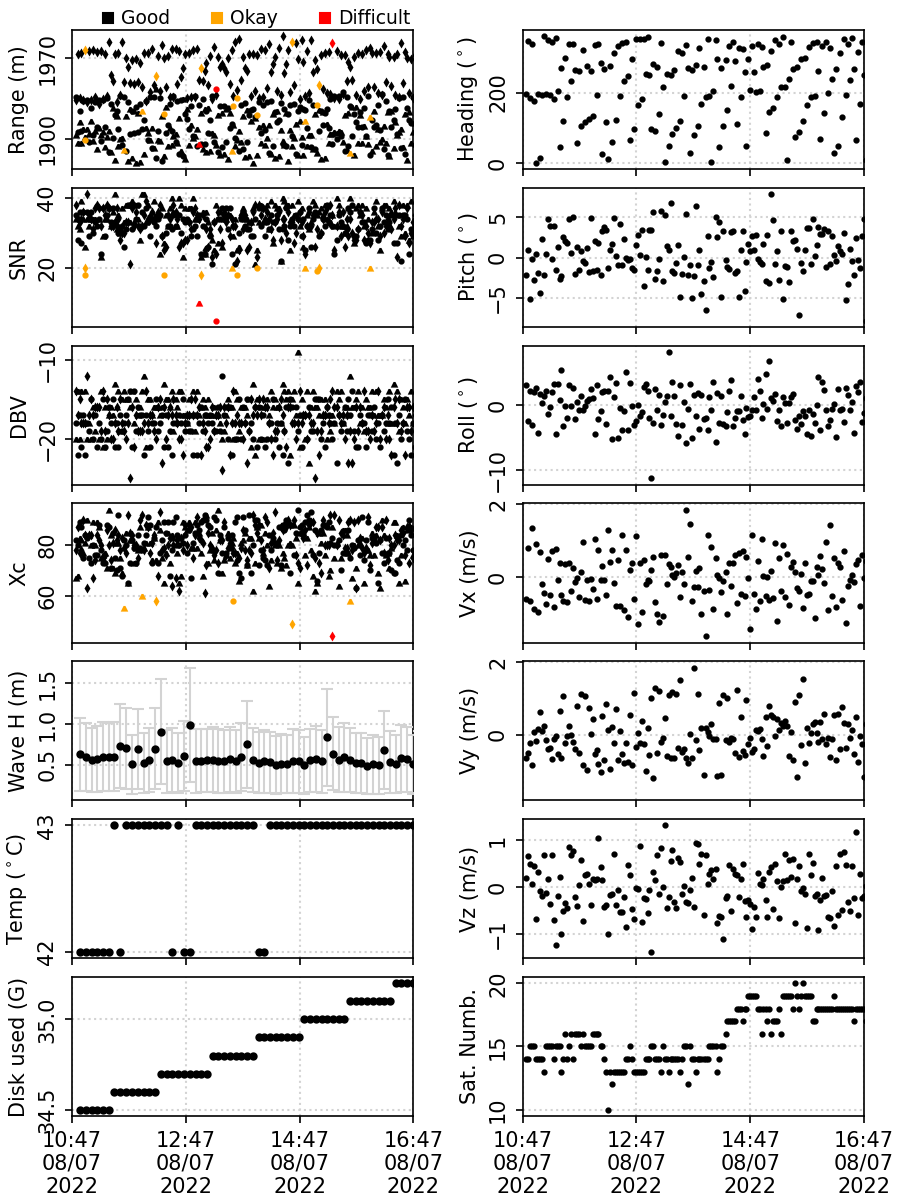 Good Okay Difficult
Range (m)
1970
1900
Heading (°)
200
0
SNR
40
20
Pitch (°)
5
0
−5
DBV
−10
−20
Roll (°)
0
−10
Xc
80
60
Vx (m/s)
2
0
Wave H (m)
1.5
1.0
0.5
Vy (m/s)
2
0
Temp (°C)
43
42
Vz (m/s)
1
0
−1
Disk used (G)
35.0
34.5
Sat. Numb.
20
15
10
10:47 12:47 14:47 16:47
08/07 08/07 08/07 08/07
2022 2022 2022 2022
10:47 12:47 14:47 16:47
08/07 08/07 08/07 08/07
2022 2022 2022 2022